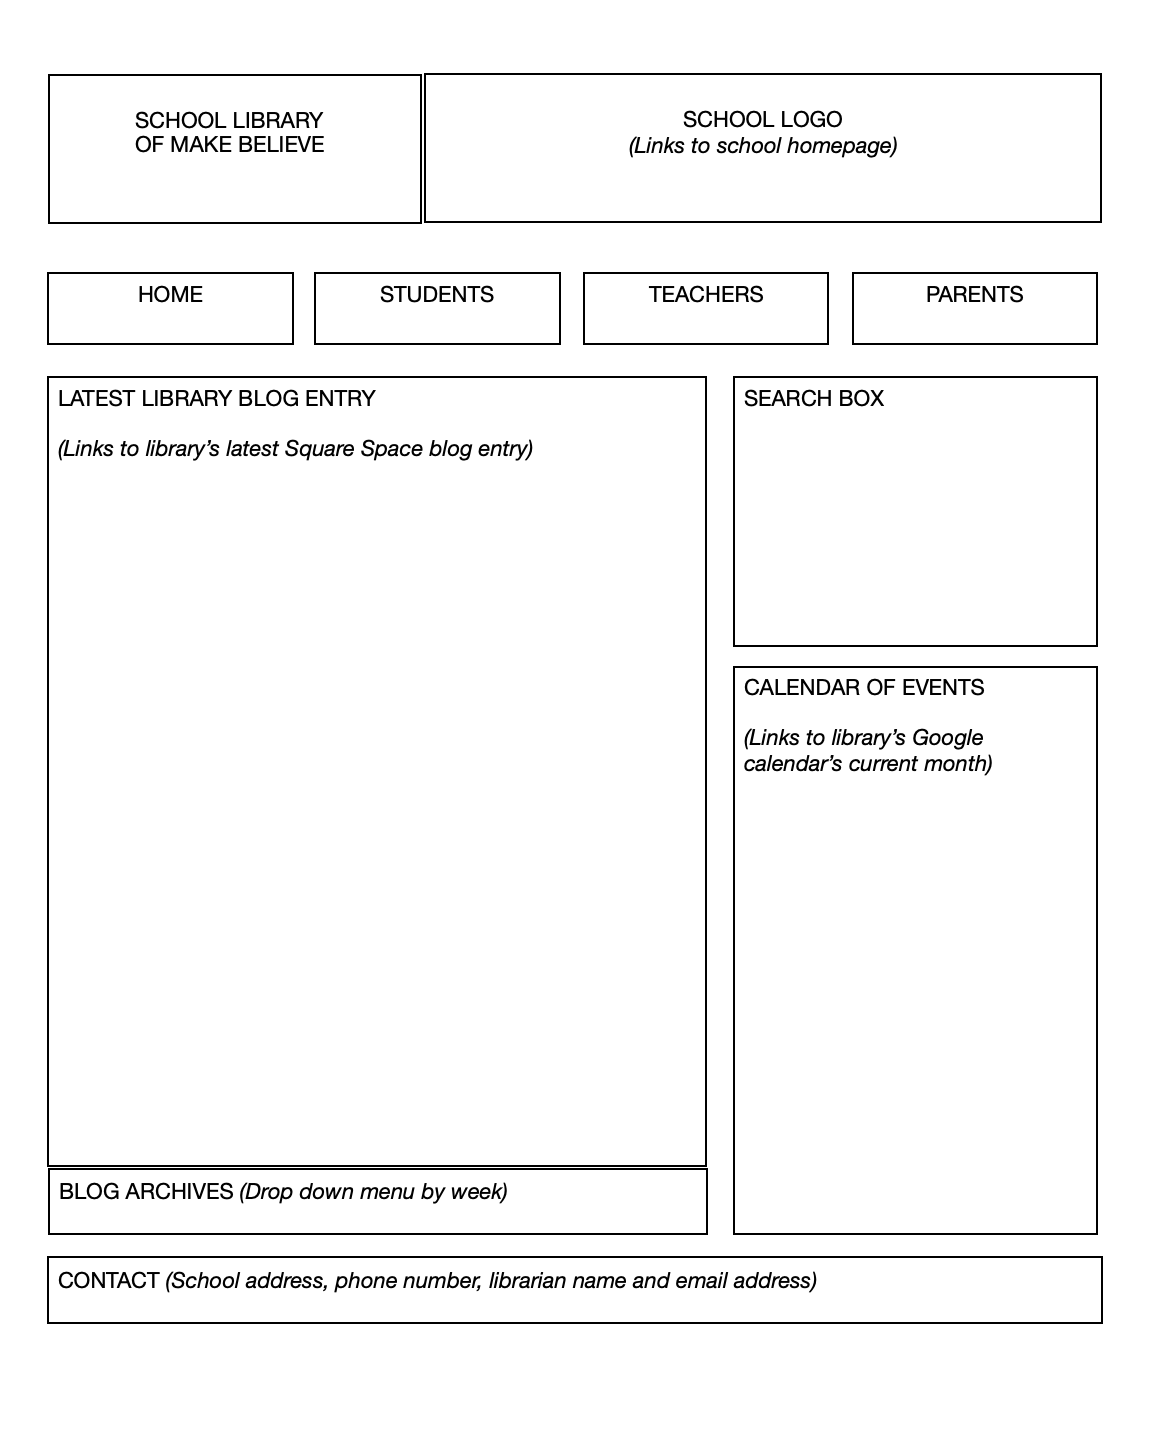 SCHOOL LIBRARY
OF MAKE BELIEVE
SCHOOL LOGO
(Links to school homepage)
HOME
STUDENTS
TEACHERS
PARENTS
LATEST LIBRARY BLOG ENTRY
(Links to library’s latest Square Space blog entry)
SEARCH BOX
CALENDAR OF EVENTS
(Links to library’s Google
calendar’s current month)
BLOG ARCHIVES (Drop down menu by week)
CONTACT (School address, phone number, librarian name and email address)